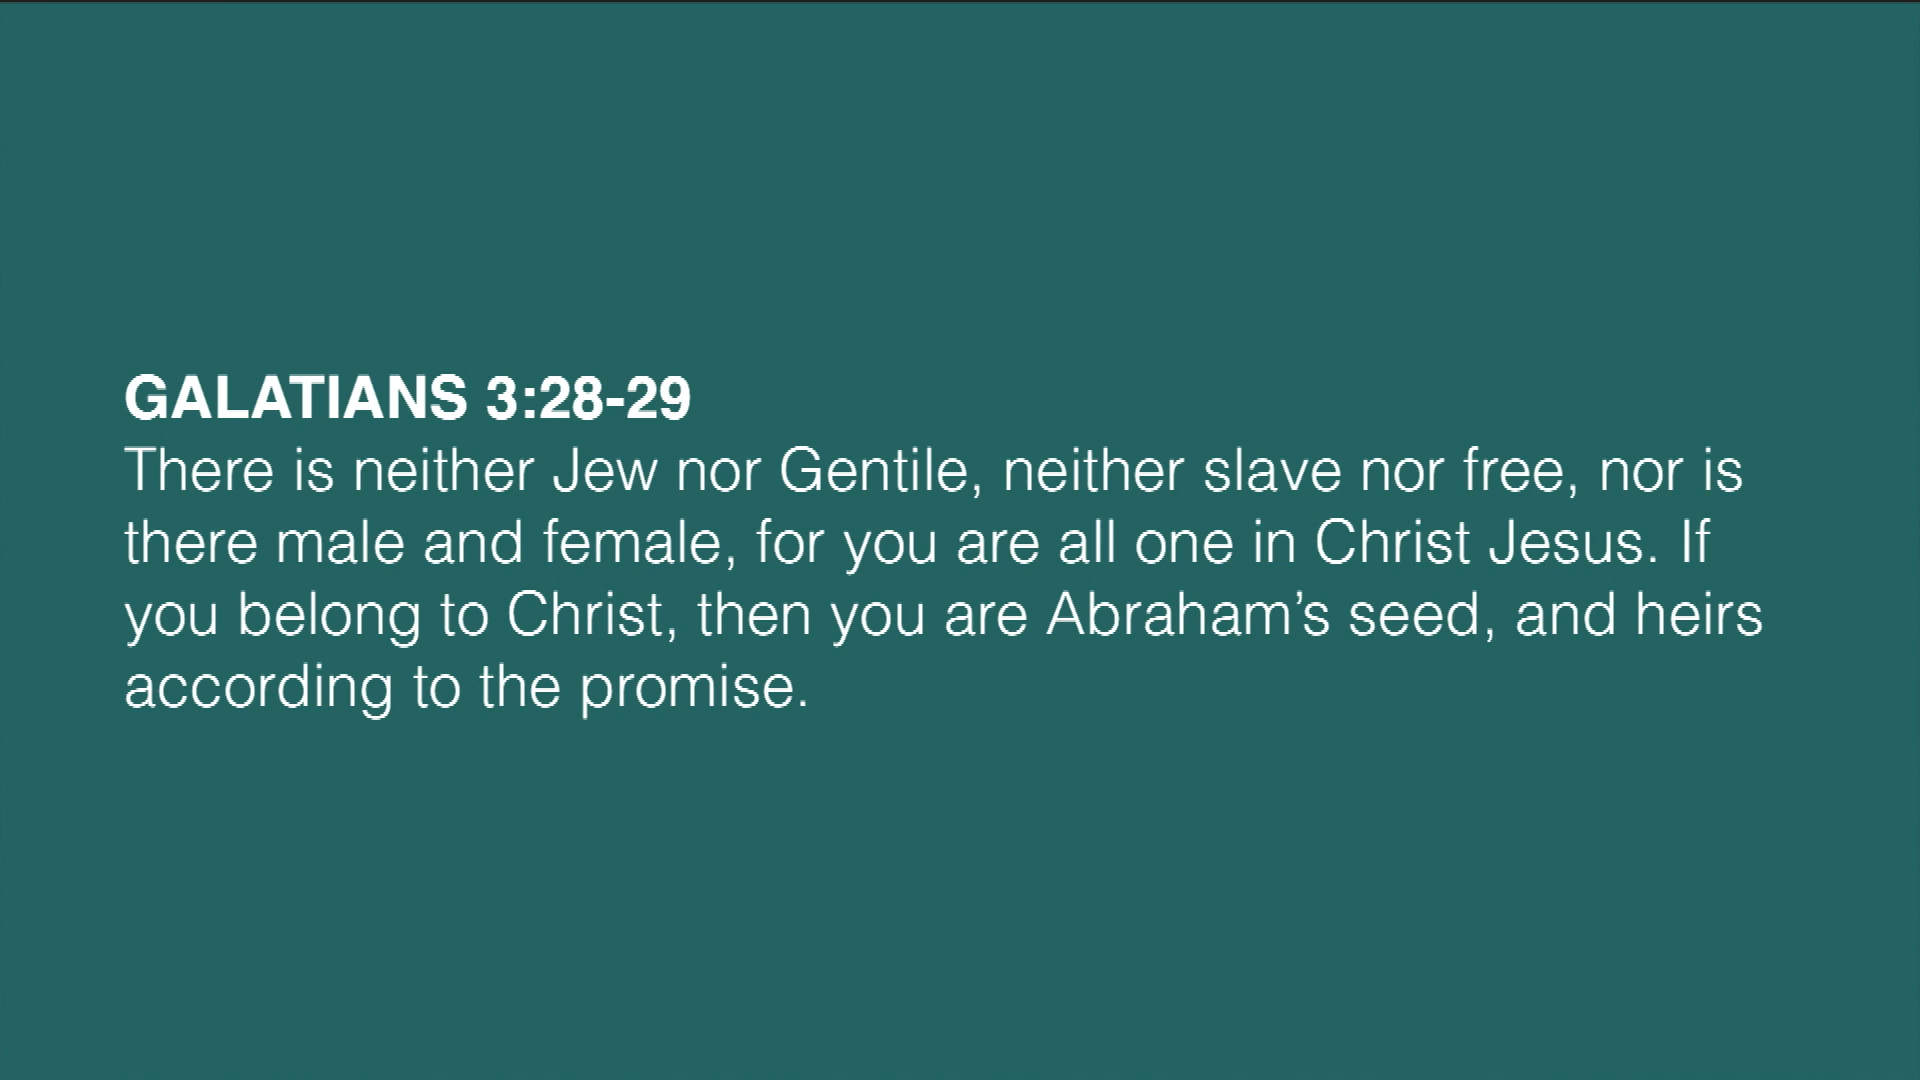 GALATIANS 3:28-29
There is neither Jew nor Gentile, neither slave nor free, nor is
there male and female, for you are all one in Christ Jesus. If
you belong to Christ, then you are Abraham’s seed, and heirs
according to the promise.